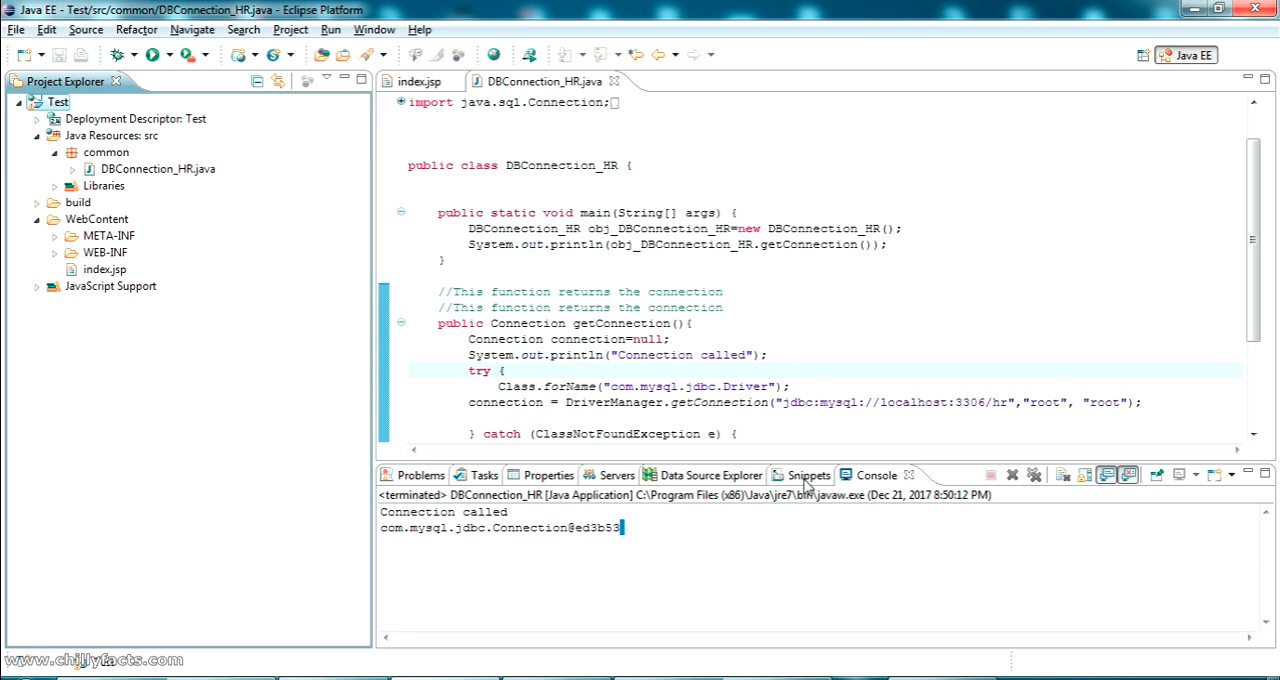 Java EE - Test/src/common/DBConnection_HR.java - Eclipse Platform
File Edit Source Refactor Navigate Search Project Run Window Help
Java EE
Project Explorer
Test
Deployment Descriptor: Test
Java Resources: src
common
DBConnection_HR.java
Libraries
build
WebContent
META-INF
WEB-INF
index.jsp
JavaScript Support
index.jsp DBConnection_HR.java
import java.sql.Connection;
public class DBConnection_HR {
public static void main(String[] args) {
DBConnection_HR obj_DBConnection_HR=new DBConnection_HR();
System.out.println(obj_DBConnection_HR.getConnection());
}
//This function returns the connection
//This function returns the connection
public Connection getConnection(){
Connection connection=null;
System.out.println("Connection called");
try {
Class.forName("com.mysql.jdbc.Driver");
connection = DriverManager.getConnection("jdbc:mysql://localhost:3306/hr","root", "root");
} catch (ClassNotFoundException e) {
Problems Tasks Properties Servers Data Source Explorer Snippets Console
<terminated> DBConnection_HR [Java Application] C:\Program Files (x86)\Java\jre7\bin\javaw.exe (Dec 21, 2017 8:50:12 PM)
Connection called
com.mysql.jdbc.Connection@ed3b53
www.chillyfacts.com